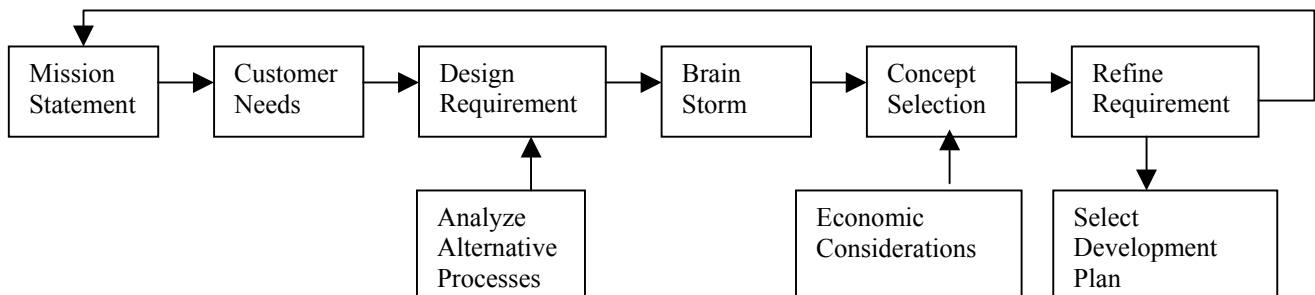 Mission
Statement
Customer
Needs
Design
Requirement
Brain
Storm
Concept
Selection
Refine
Requirement
Analyze
Alternative
Processes
Economic
Considerations
Select
Development
Plan